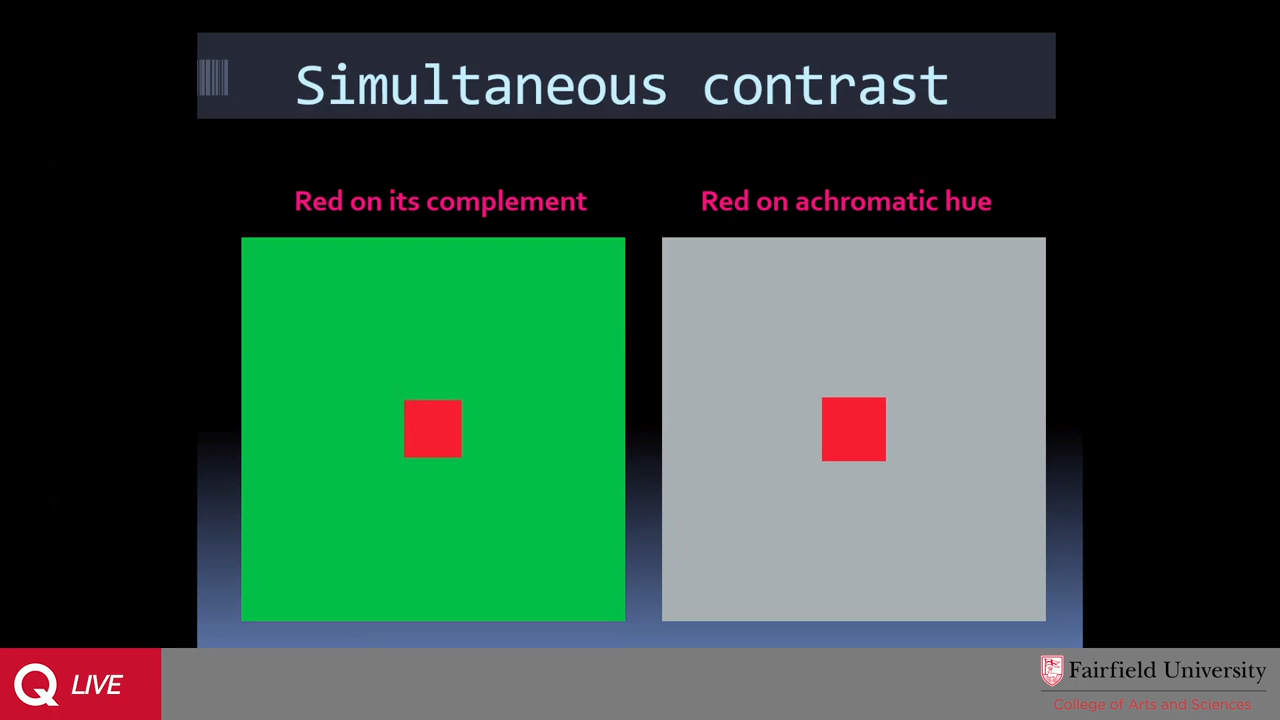 Simultaneous contrast
Red on its complement
Red on achromatic hue
Q LIVE
Fairfield University
College of Arts and Sciences